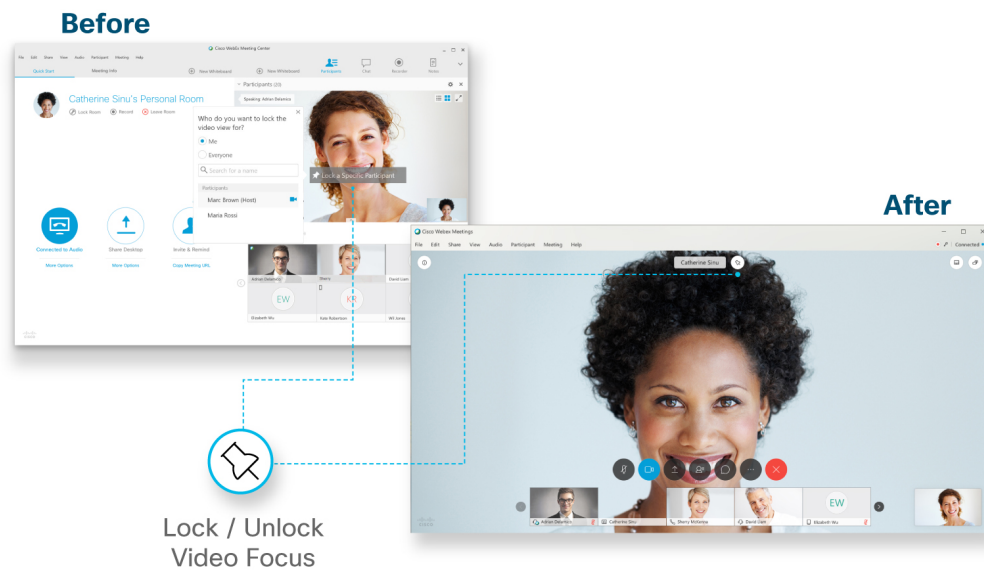 Before
Cisco WebEx Meeting Center
File Edit Share View Audio Participant Meeting Help
Quick Start Meeting Info New Whiteboard New Whiteboard Participants Chat Recorder Notes
Participants (10)
Catherine Sinu's Personal Room
Lock Room Record Leave Room
Speaking: Adrian Delamico
Who do you want to lock the
video view for?
Me
Everyone
Search for a name
Lock a Specific Participant
Participants
Marc Brown (Host)
Maria Rossi
Connected to Audio Share Desktop Invite & Remind
More Options More Options Copy Meeting URL
Adrian Delamico Sherry David Liam
EW KR
Elizabeth Wu Kate Robertson Wil Jones
After
Cisco Webex Meetings
File Edit Share View Audio Participant Meeting Help
Connected
Catherine Sinu
EW
Adrian Delamico Catherine Sinu Sherry McKenna David Liam Elizabeth Wu
Lock / Unlock
Video Focus